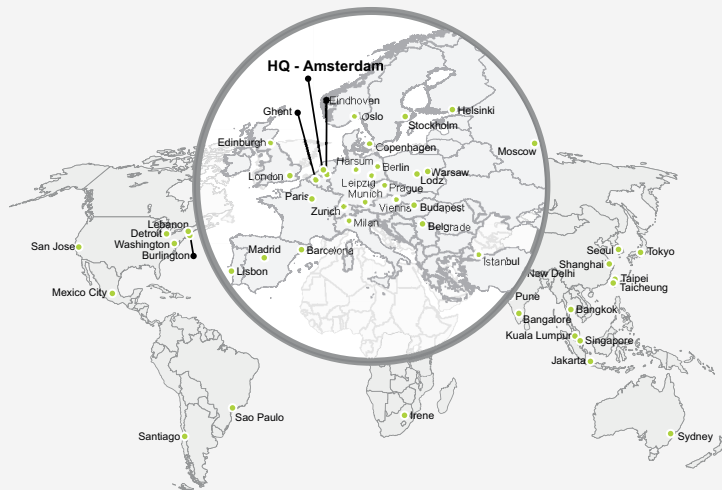 HQ - Amsterdam
Eindhoven
Ghent
Oslo
Helsinki
Stockholm
Edinburgh
Copenhagen
Moscow
Harsum
Berlin
London
Warsaw
Lodz
Leipzig
Paris
Munich
Prague
Zurich
Vienna
Budapest
Milan
Belgrade
Madrid
Barcelona
Istanbul
Lisbon
Lebanon
Detroit
Washington
San Jose
Burlington
Mexico City
Seoul
Tokyo
Shanghai
New Delhi
Taipei
Taicheung
Pune
Bangkok
Bangalore
Kuala Lumpur
Singapore
Jakarta
Sao Paulo
Irene
Santiago
Sydney